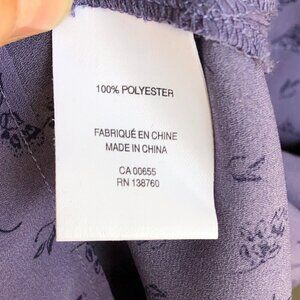 100% POLYESTER
FABRIQUÉ EN CHINE
MADE IN CHINA
CA 00655
RN 138760